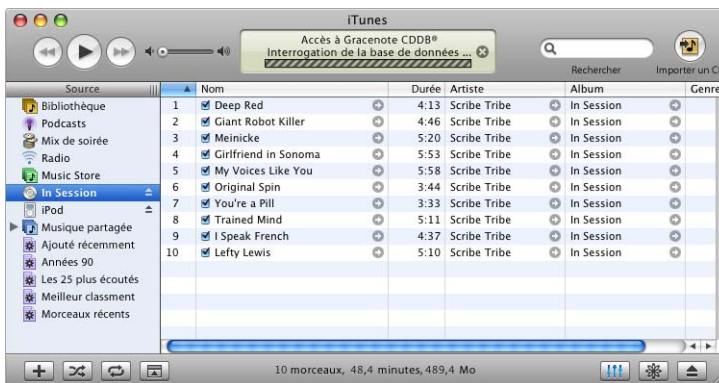 iTunes
Accès à Gracenote CDDB®
Interrogation de la base de données ...
Rechercher
Importer un C
Source
Nom Durée Artiste Album Genre
Bibliothèque
Podcasts
Mix de soirée
Radio
Music Store
In Session
iPod
Musique partagée
Ajouté récemment
Années 90
Les 25 plus écoutés
Meilleur classment
Morceaux récents
1 Deep Red 4:13 Scribe Tribe In Session
2 Giant Robot Killer 4:46 Scribe Tribe In Session
3 Meinicke 5:20 Scribe Tribe In Session
4 Girlfriend in Sonoma 5:53 Scribe Tribe In Session
5 My Voices Like You 5:58 Scribe Tribe In Session
6 Original Spin 3:44 Scribe Tribe In Session
7 You're a Pill 3:33 Scribe Tribe In Session
8 Trained Mind 5:11 Scribe Tribe In Session
9 I Speak French 4:37 Scribe Tribe In Session
10 Lefty Lewis 5:10 Scribe Tribe In Session
10 morceaux, 48,4 minutes, 489,4 Mo